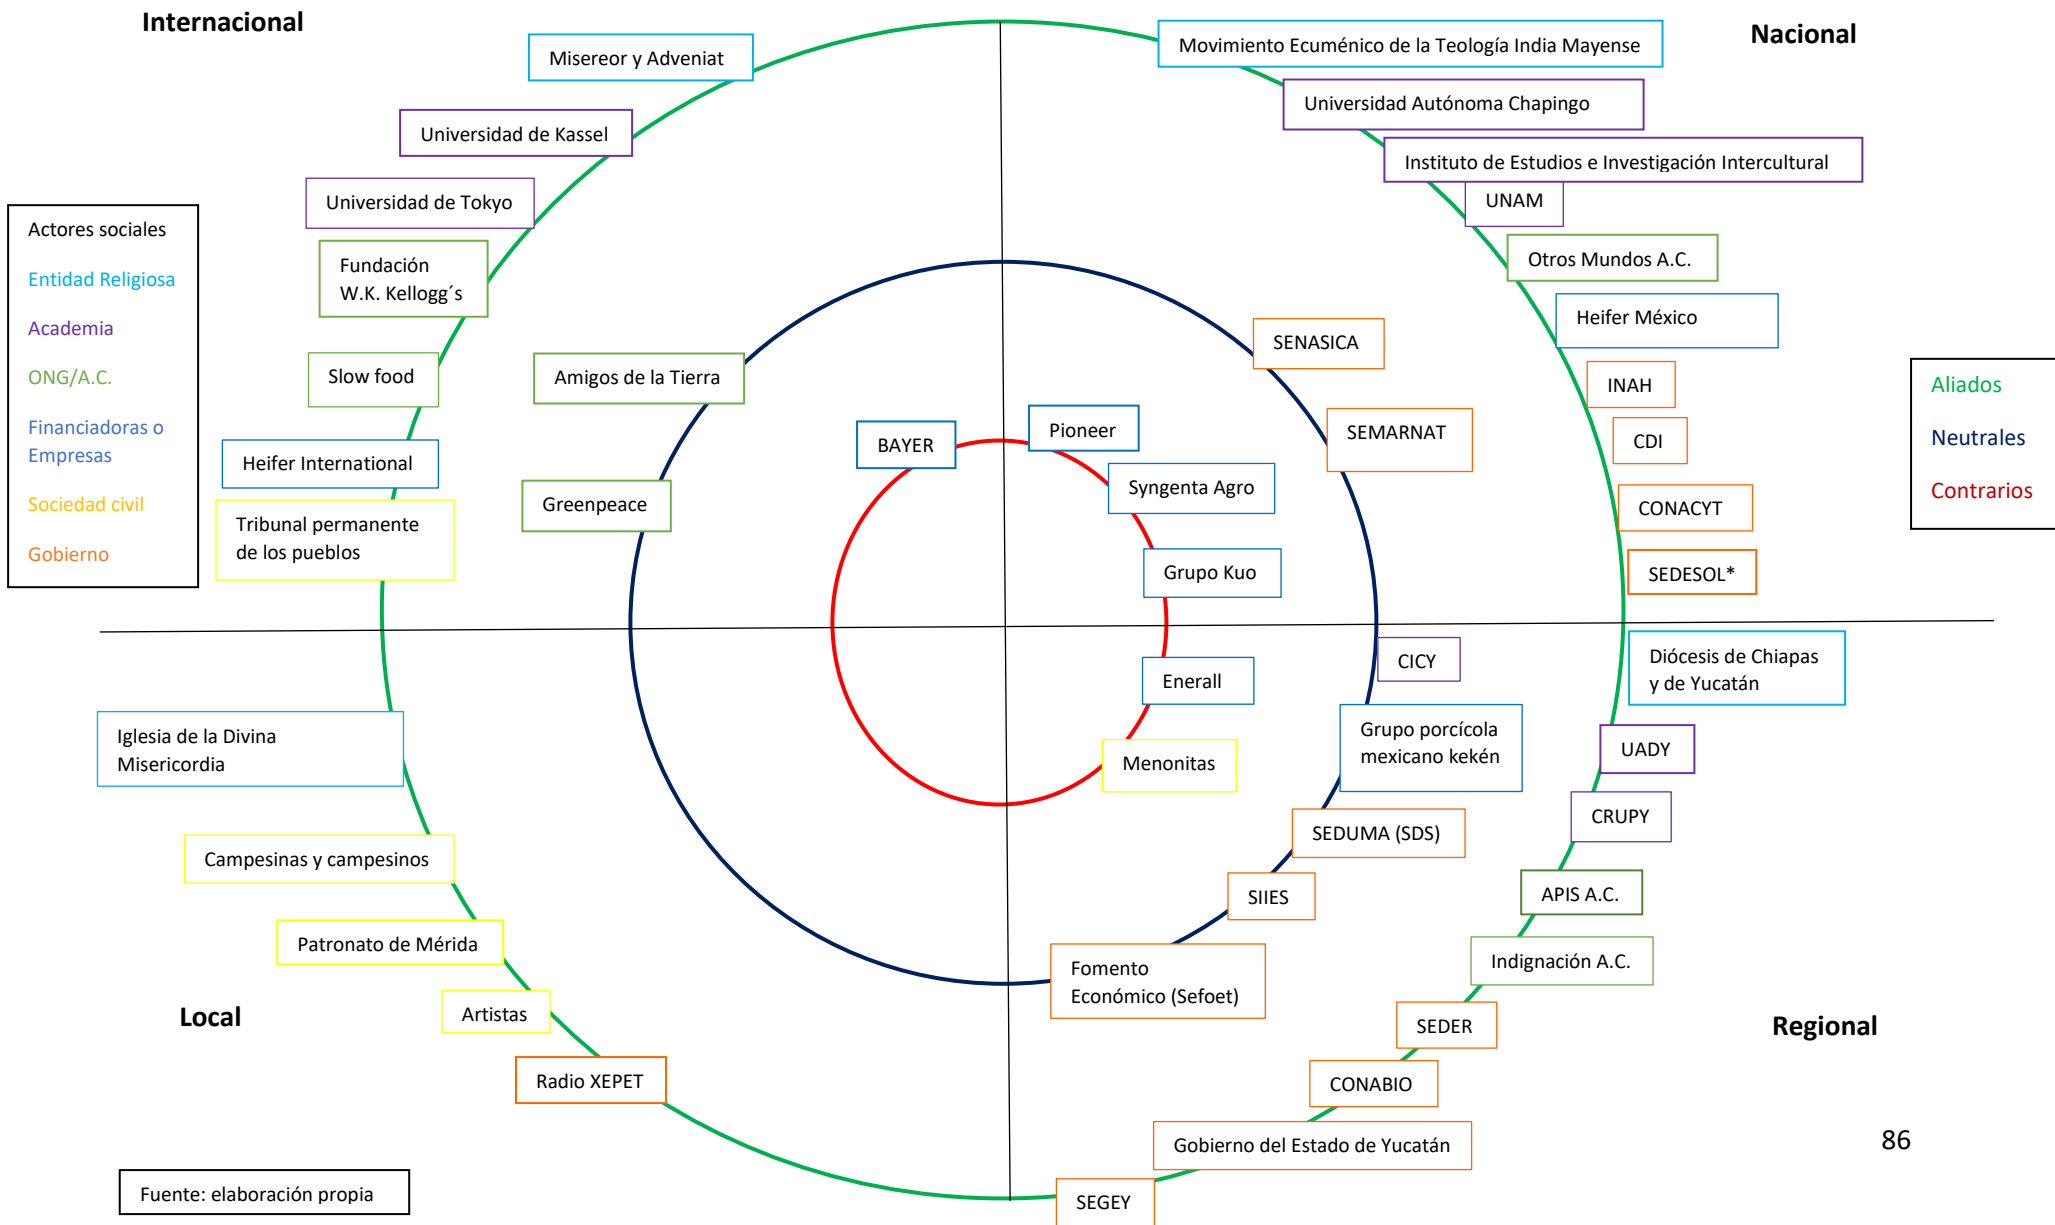 Internacional
Nacional
Misereor y Adveniat
Movimiento Ecuménico de la Teología India Mayense
Universidad de Kassel
Universidad Autónoma Chapingo
Universidad de Tokyo
Instituto de Estudios e Investigación Intercultural
UNAM
Fundación
W.K. Kellogg´s
Otros Mundos A.C.
Slow food
Heifer México
Heifer International
INAH
Tribunal permanente
de los pueblos
CDI
CONACYT
SEDESOL*
Actores sociales
Entidad Religiosa
Academia
ONG/A.C.
Financiadoras o
Empresas
Sociedad civil
Gobierno
Amigos de la Tierra
Greenpeace
SENASICA
SEMARNAT
BAYER
Pioneer
Syngenta Agro
Grupo Kuo
Aliados
Neutrales
Contrarios
Enerall
Menonitas
CICY
Grupo porcícola
mexicano kekén
SEDUMA (SDS)
SIIES
Fomento
Económico (Sefoet)
Diócesis de Chiapas
y de Yucatán
UADY
CRUPY
APIS A.C.
Indignación A.C.
SEDER
CONABIO
Gobierno del Estado de Yucatán
SEGEY
Iglesia de la Divina
Misericordia
Campesinas y campesinos
Patronato de Mérida
Artistas
Radio XEPET
Local
Regional
Fuente: elaboración propia
86